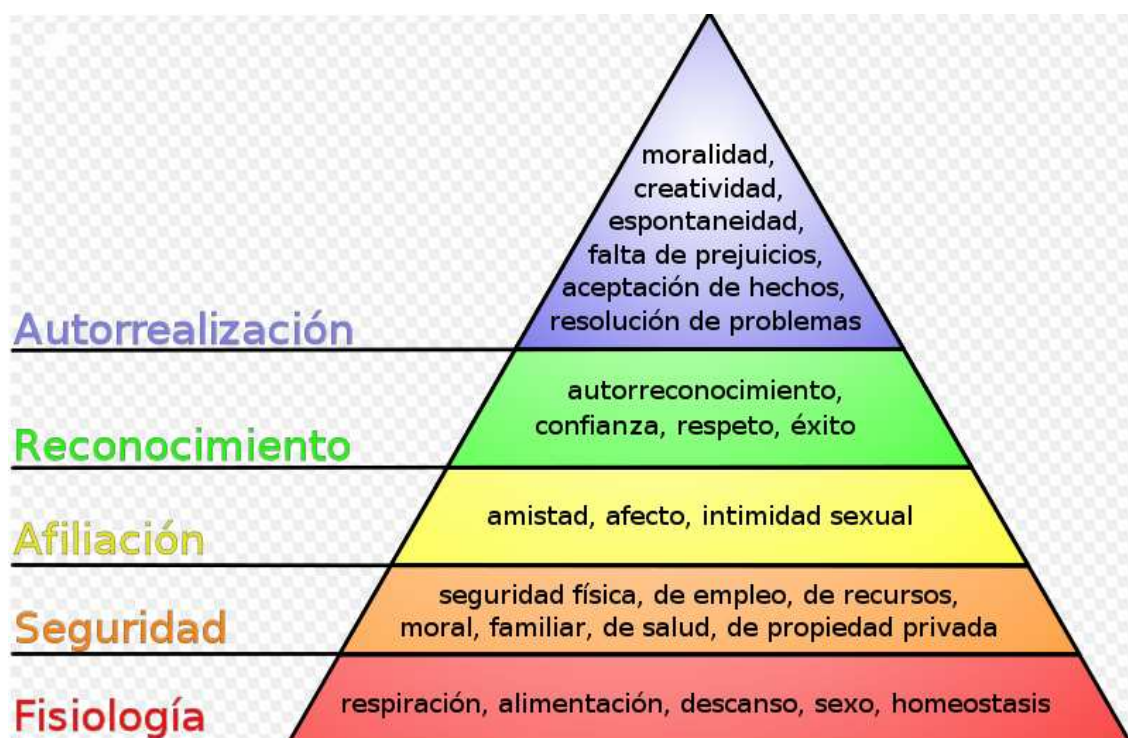 moralidad,
creatividad,
espontaneidad,
falta de prejuicios,
aceptación de hechos,
resolución de problemas
Autorrealización
autorreconocimiento,
confianza, respeto, éxito
Reconocimiento
amistad, afecto, intimidad sexual
Afiliación
seguridad física, de empleo, de recursos,
moral, familiar, de salud, de propiedad privada
Seguridad
respiración, alimentación, descanso, sexo, homeostasis
Fisiología